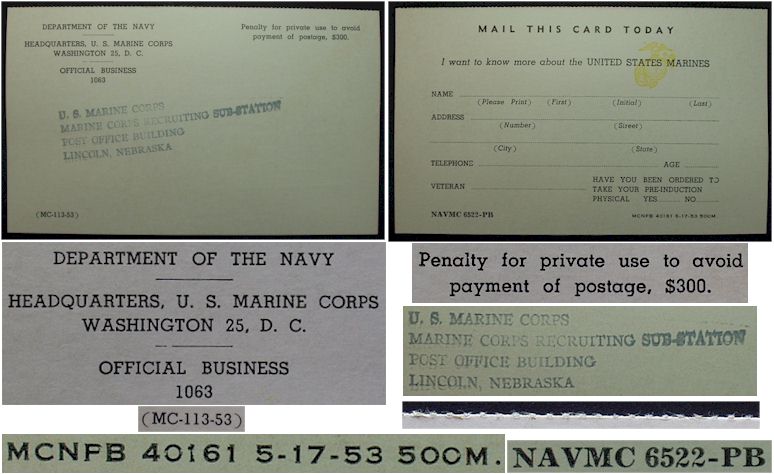 DEPARTMENT OF THE NAVY
HEADQUARTERS, U. S. MARINE CORPS
WASHINGTON 25, D. C.
OFFICIAL BUSINESS
1063
Penalty for private use to avoid
payment of postage, $300.
U. S. MARINE CORPS
MARINE CORPS RECRUITING SUB-STATION
POST OFFICE BUILDING
LINCOLN, NEBRASKA
(MC-113-53)
MAIL THIS CARD TODAY
I want to know more about the UNITED STATES MARINES
NAME
(Please Print) (First) (Initial) (Last)
ADDRESS
(Number) (Street)
(City) (State)
TELEPHONE AGE
VETERAN
HAVE YOU BEEN ORDERED TO
TAKE YOUR PRE-INDUCTION
PHYSICAL YES NO
NAVMC 6522-PB
MCNFB 40161 5-17-53 500M.
DEPARTMENT OF THE NAVY
HEADQUARTERS, U. S. MARINE CORPS
WASHINGTON 25, D. C.
OFFICIAL BUSINESS
1063
(MC-113-53)
Penalty for private use to avoid
payment of postage, $300.
U. S. MARINE CORPS
MARINE CORPS RECRUITING SUB-STATION
POST OFFICE BUILDING
LINCOLN, NEBRASKA
MCNFB 40161 5-17-53 500M.
NAVMC 6522-PB